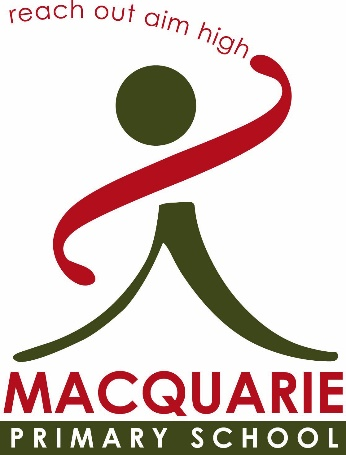 reach out aim high
MACQUARIE
PRIMARY SCHOOL